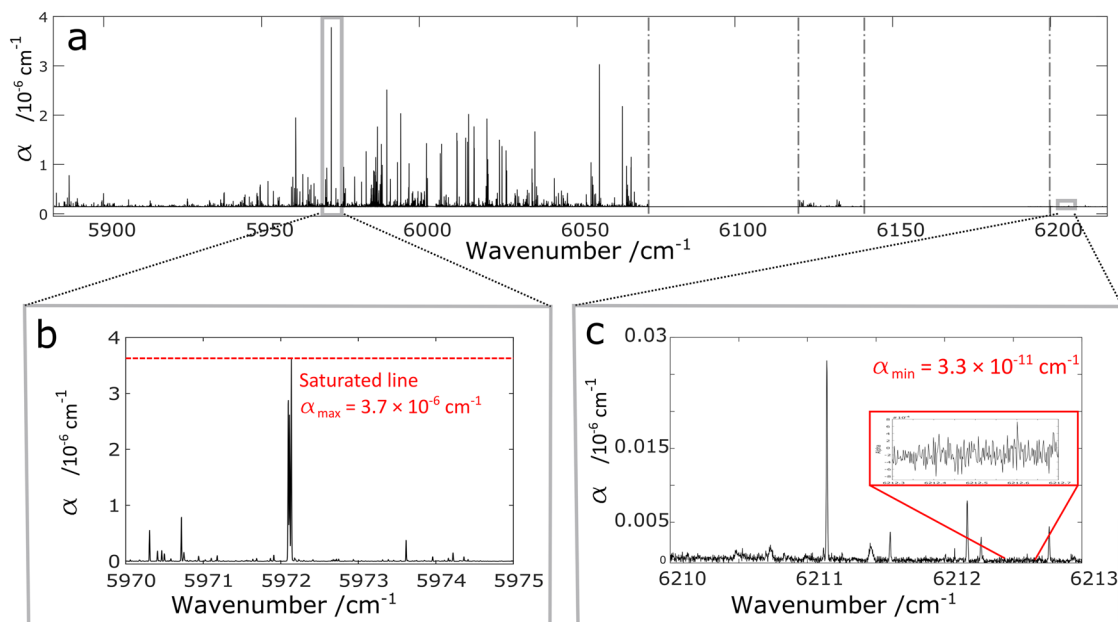 a
4
3
2
1
0
α /10⁻⁶ cm⁻¹
5900 5950 6000 6050 6100 6150 6200
Wavenumber /cm⁻¹
b
4
3
2
1
0
α /10⁻⁶ cm⁻¹
Saturated line
α max = 3.7 × 10⁻⁶ cm⁻¹
5970 5971 5972 5973 5974 5975
Wavenumber /cm⁻¹
c
0.03
0.015
0.005
0
α /10⁻⁶ cm⁻¹
α min = 3.3 × 10⁻¹¹ cm⁻¹
6210 6211 6212 6213
Wavenumber /cm⁻¹